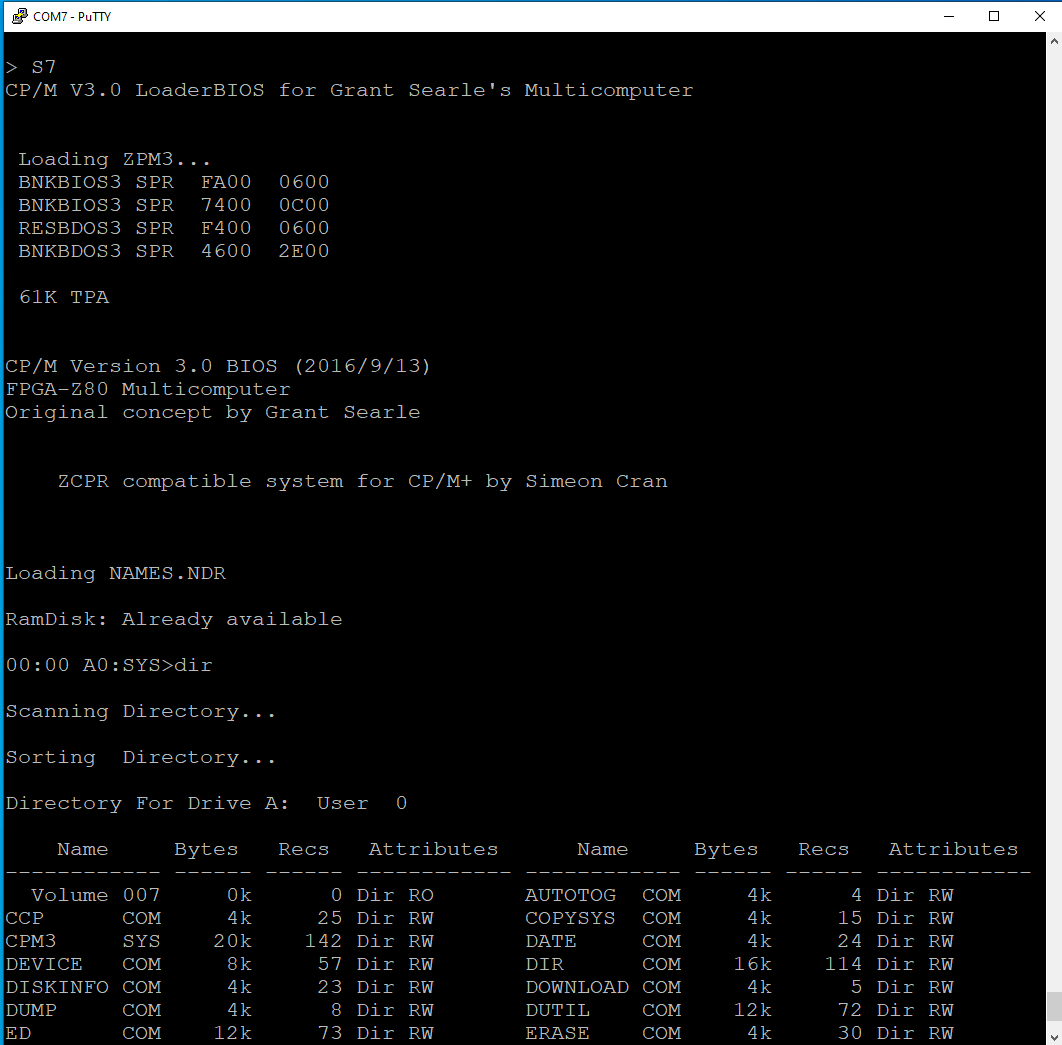 COM7 - PuTTY
> S7
CP/M V3.0 LoaderBIOS for Grant Searle's Multicomputer
Loading ZPM3...
BNKBIOS3 SPR  FA00  0600
BNKBIOS3 SPR  7400  0C00
RESBDOS3 SPR  F400  0600
BNKBDOS3 SPR  4600  2E00
61K TPA
CP/M Version 3.0 BIOS (2016/9/13)
FPGA-Z80 Multicomputer
Original concept by Grant Searle
ZCPR compatible system for CP/M+ by Simeon Cran
Loading NAMES.NDR
RamDisk: Already available
00:00 A0:SYS>dir
Scanning Directory...
Sorting  Directory...
Directory For Drive A:  User  0
    Name     Bytes   Recs   Attributes      Name     Bytes   Recs   Attributes
------------ ------ ------ ------------ ------------ ------ ------ ------------
  Volume 007     0k      0 Dir RO       AUTOTOG  COM     4k      4 Dir RW
CCP      COM     4k     25 Dir RW       COPYSYS  COM     4k     15 Dir RW
CPM3     SYS    20k    142 Dir RW       DATE     COM     4k     24 Dir RW
DEVICE   COM     8k     57 Dir RW       DIR      COM    16k    114 Dir RW
DISKINFO COM     4k     23 Dir RW       DOWNLOAD COM     4k      5 Dir RW
DUMP     COM     4k      8 Dir RW       DUTIL    COM    12k     72 Dir RW
ED       COM    12k     73 Dir RW       ERASE    COM     4k     30 Dir RW